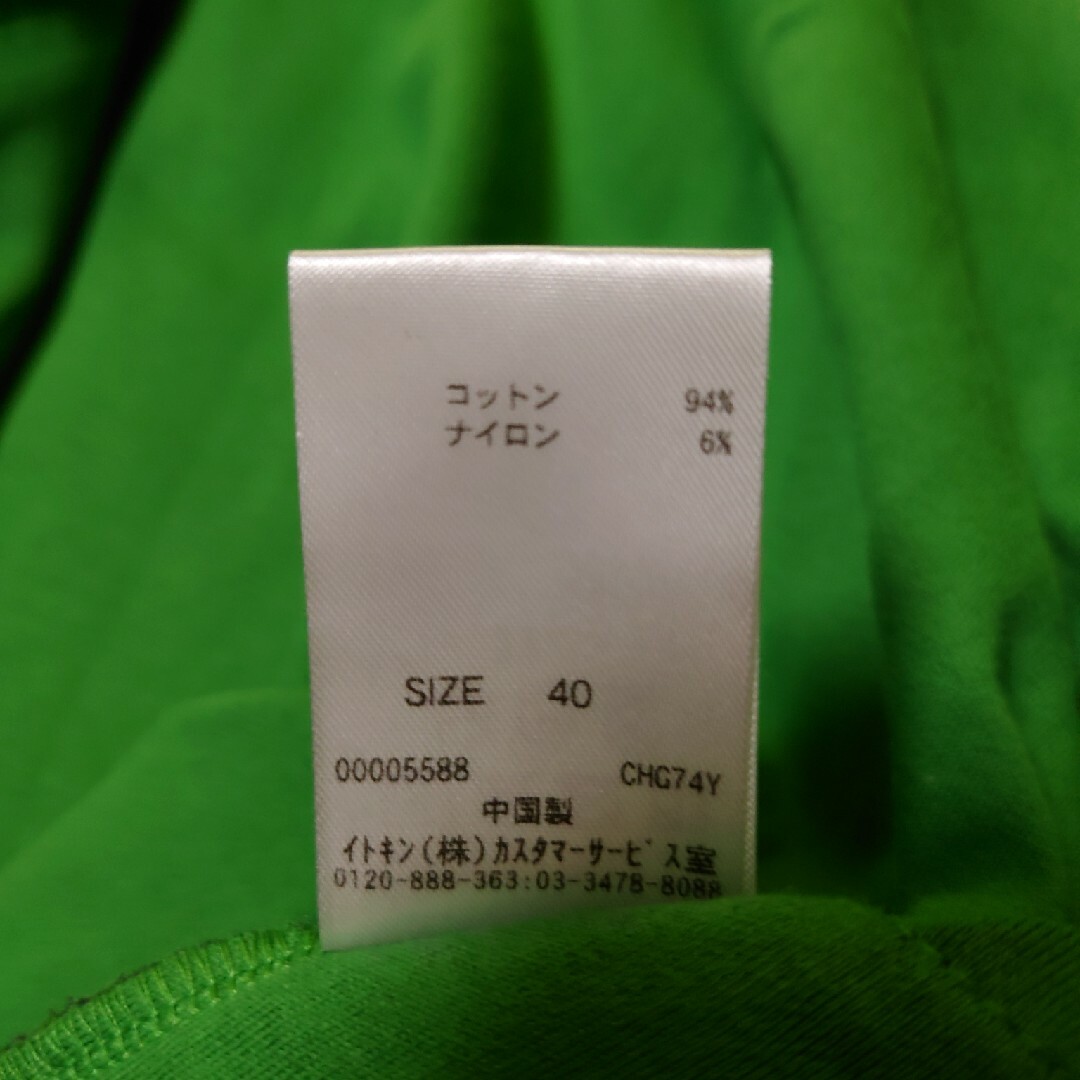 コットン 94%
ナイロン 6%
SIZE 40
00005588 CHG74Y
中国製
イトキン(株)カスタマーサービス室
0120-888-363:03-3478-8088